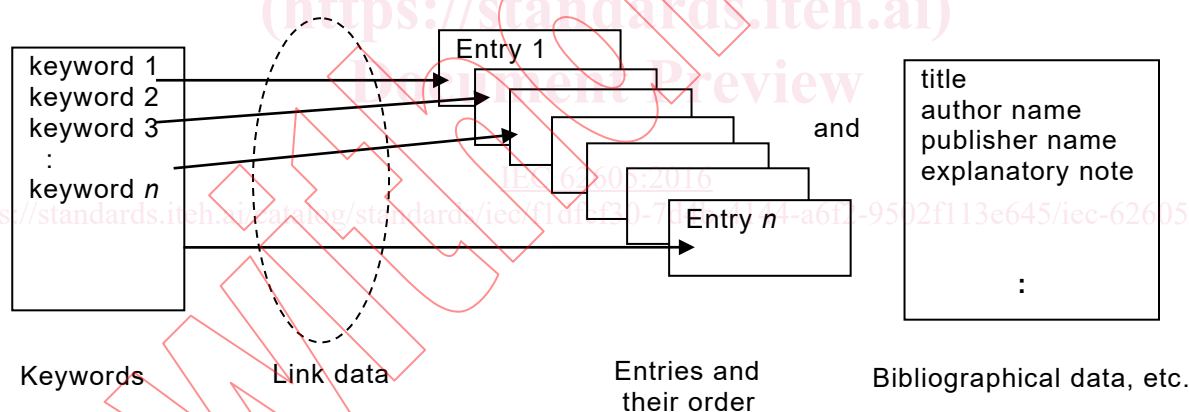 (https://standards.iteh.ai)
Document Preview
keyword 1
keyword 2
keyword 3
:
keyword n
Entry 1
Entry n
and
title
author name
publisher name
explanatory note
:
IEC 62605:2016
Keywords
Link data
Entries and
their order
Bibliographical data, etc.